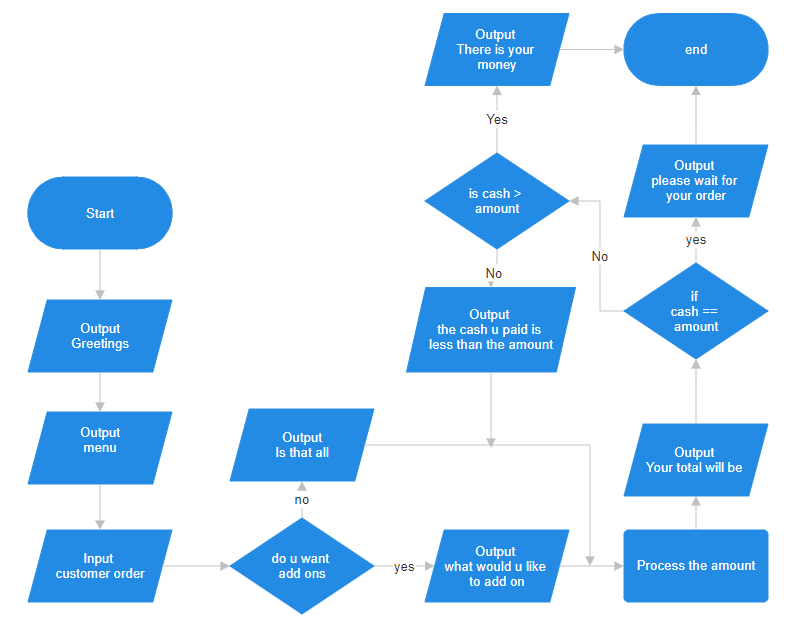 Start
Output
Greetings
Output
menu
Input
customer order
do u want
add ons
no
Output
Is that all
yes
Output
what would u like
to add on
Process the amount
Output
Your total will be
if
cash ==
amount
yes
Output
please wait for
your order
end
No
is cash >
amount
Yes
Output
There is your
money
No
Output
the cash u paid is
less than the amount